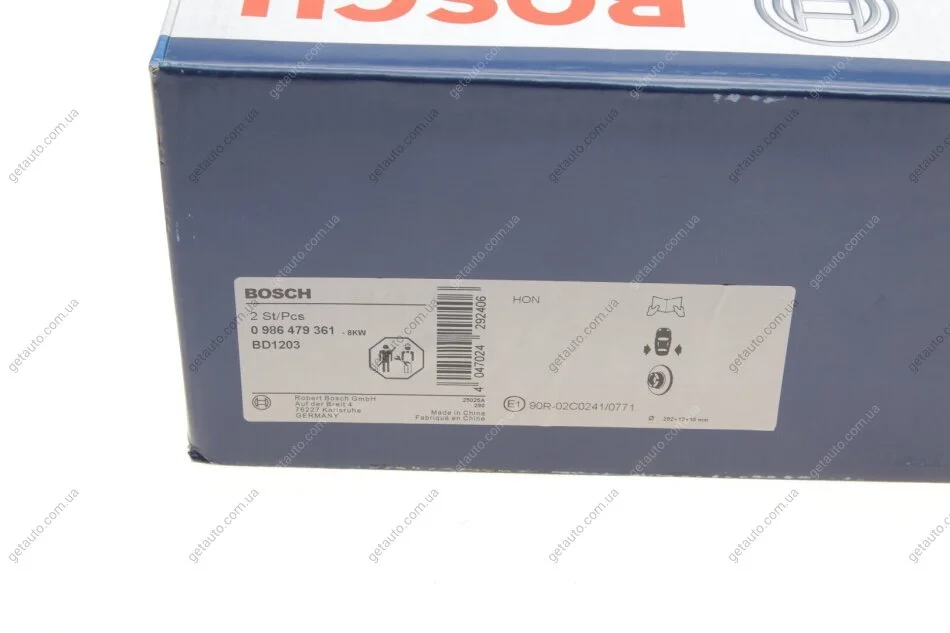 BOSCH
BOSCH
2 St/Pcs
0 986 479 361 - 8KW
BD1203
4 047024 292406
HON
Robert Bosch GmbH
Auf der Breit 4
76227 Karlsruhe
GERMANY
25025A
280
Made in China
Fabriqué en Chine
E1 90R-02C0241/0771
getauto.com.ua